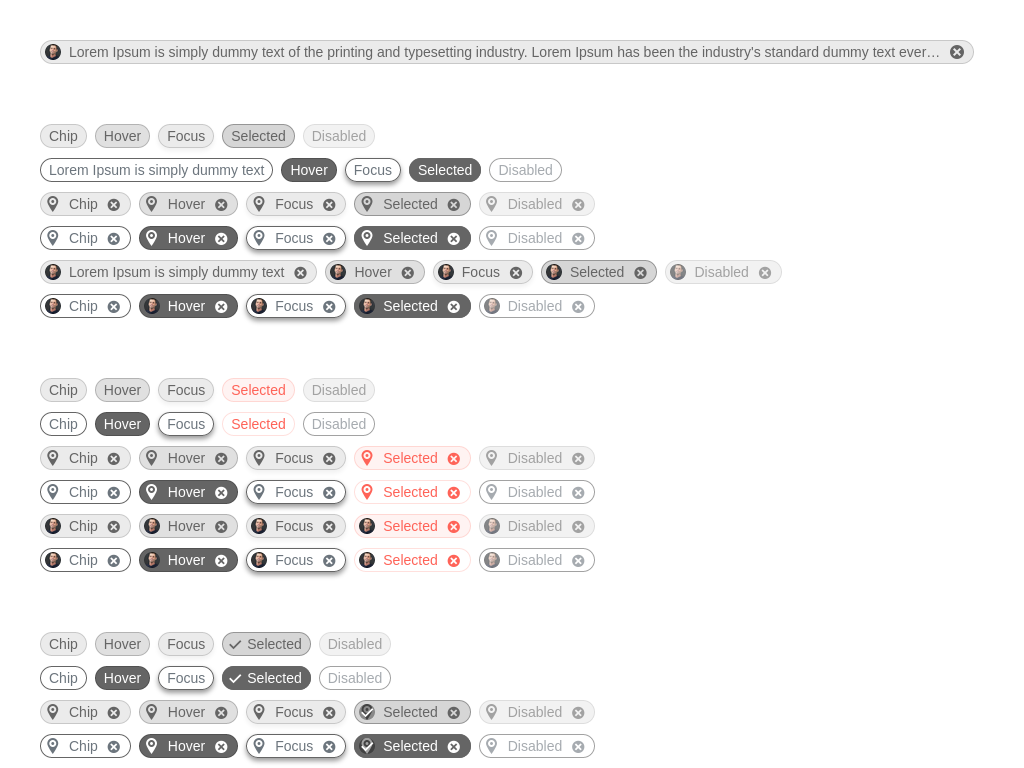 Lorem Ipsum is simply dummy text of the printing and typesetting industry. Lorem Ipsum has been the industry's standard dummy text ever…
Chip Hover Focus Selected Disabled
Lorem Ipsum is simply dummy text Hover Focus Selected Disabled
Chip Hover Focus Selected Disabled
Chip Hover Focus Selected Disabled
Lorem Ipsum is simply dummy text Hover Focus Selected Disabled
Chip Hover Focus Selected Disabled
Chip Hover Focus Selected Disabled
Chip Hover Focus Selected Disabled
Chip Hover Focus Selected Disabled
Chip Hover Focus Selected Disabled
Chip Hover Focus Selected Disabled
Chip Hover Focus Selected Disabled
Chip Hover Focus Selected Disabled
Chip Hover Focus Selected Disabled
Chip Hover Focus Selected Disabled
Chip Hover Focus Selected Disabled